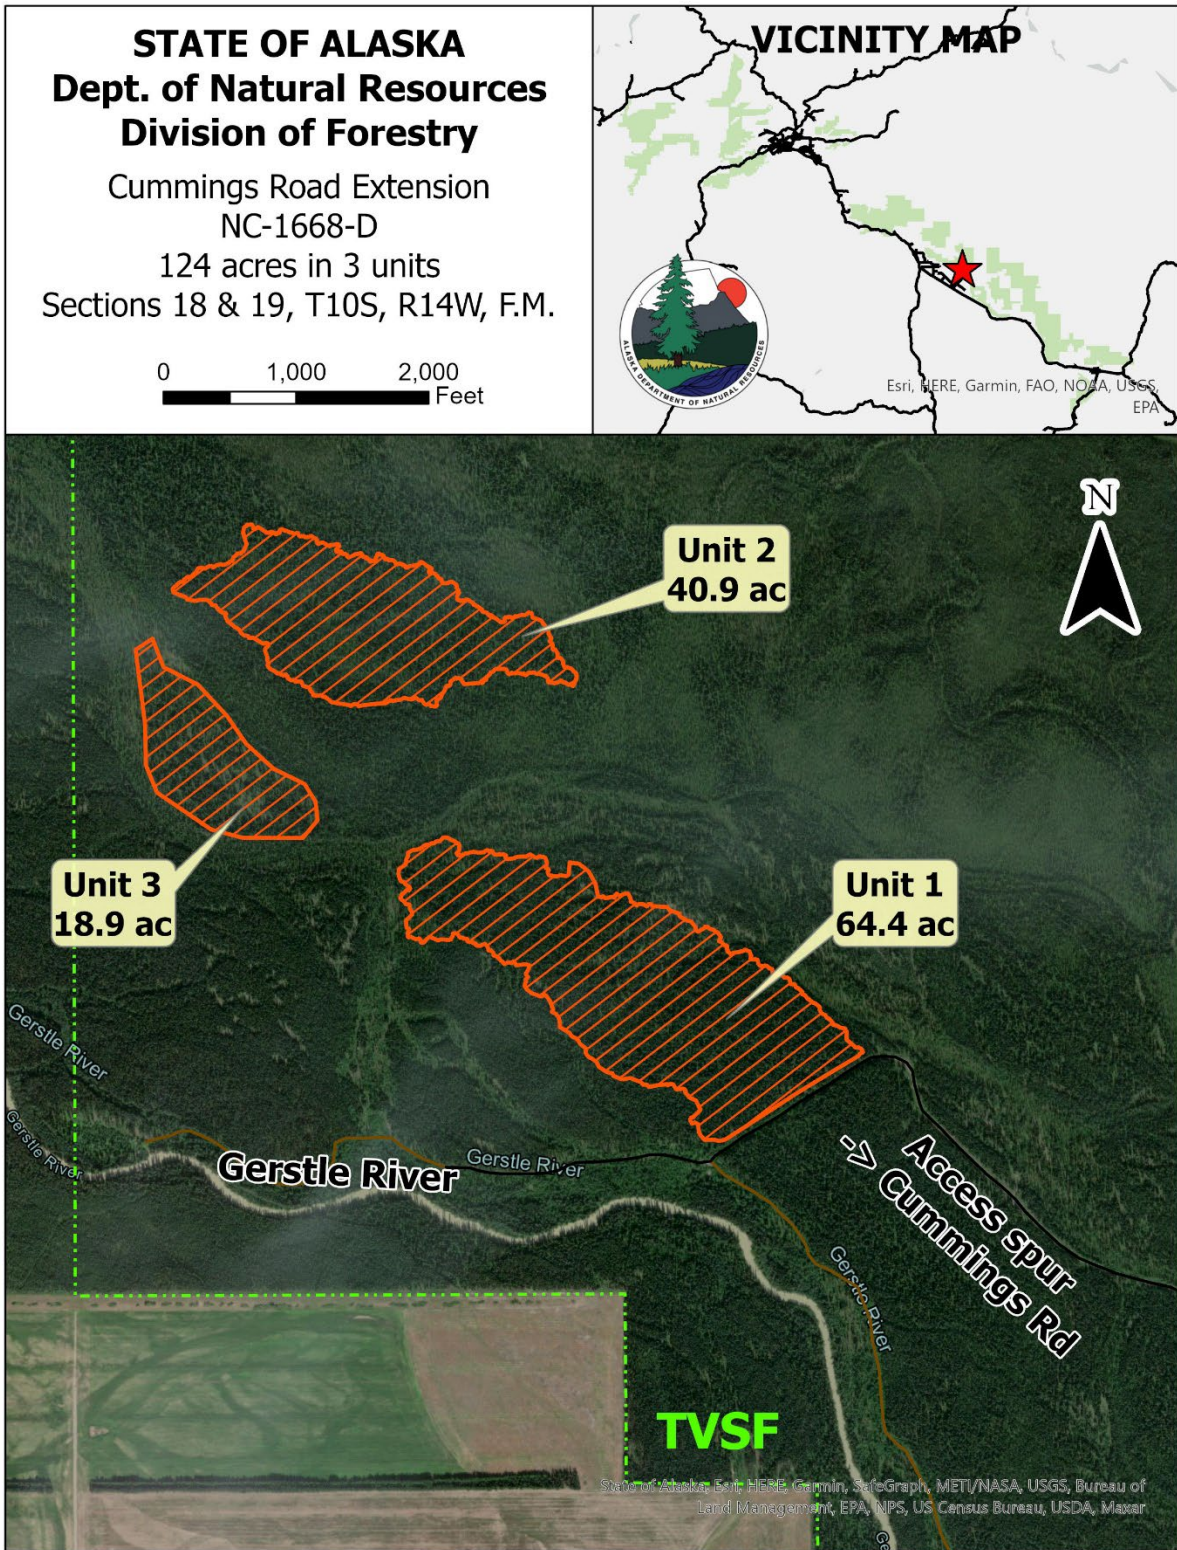 STATE OF ALASKA
Dept. of Natural Resources
Division of Forestry
Cummings Road Extension
NC-1668-D
124 acres in 3 units
Sections 18 & 19, T10S, R14W, F.M.
0 1,000 2,000
Feet
VICINITY MAP
ALASKA DEPARTMENT OF NATURAL RESOURCES
Esri, HERE, Garmin, FAO, NOAA, USGS,
EPA
N
Unit 2
40.9 ac
Unit 3
18.9 ac
Unit 1
64.4 ac
Gerstle River
Gerstle River
Gerstle River
Gerstle River
Access spur
-> Cummings Rd
Gerstle River
TVSF
State of Alaska, Esri, HERE, Garmin, SafeGraph, METI/NASA, USGS, Bureau of
Land Management, EPA, NPS, US Census Bureau, USDA, Maxar
Ge